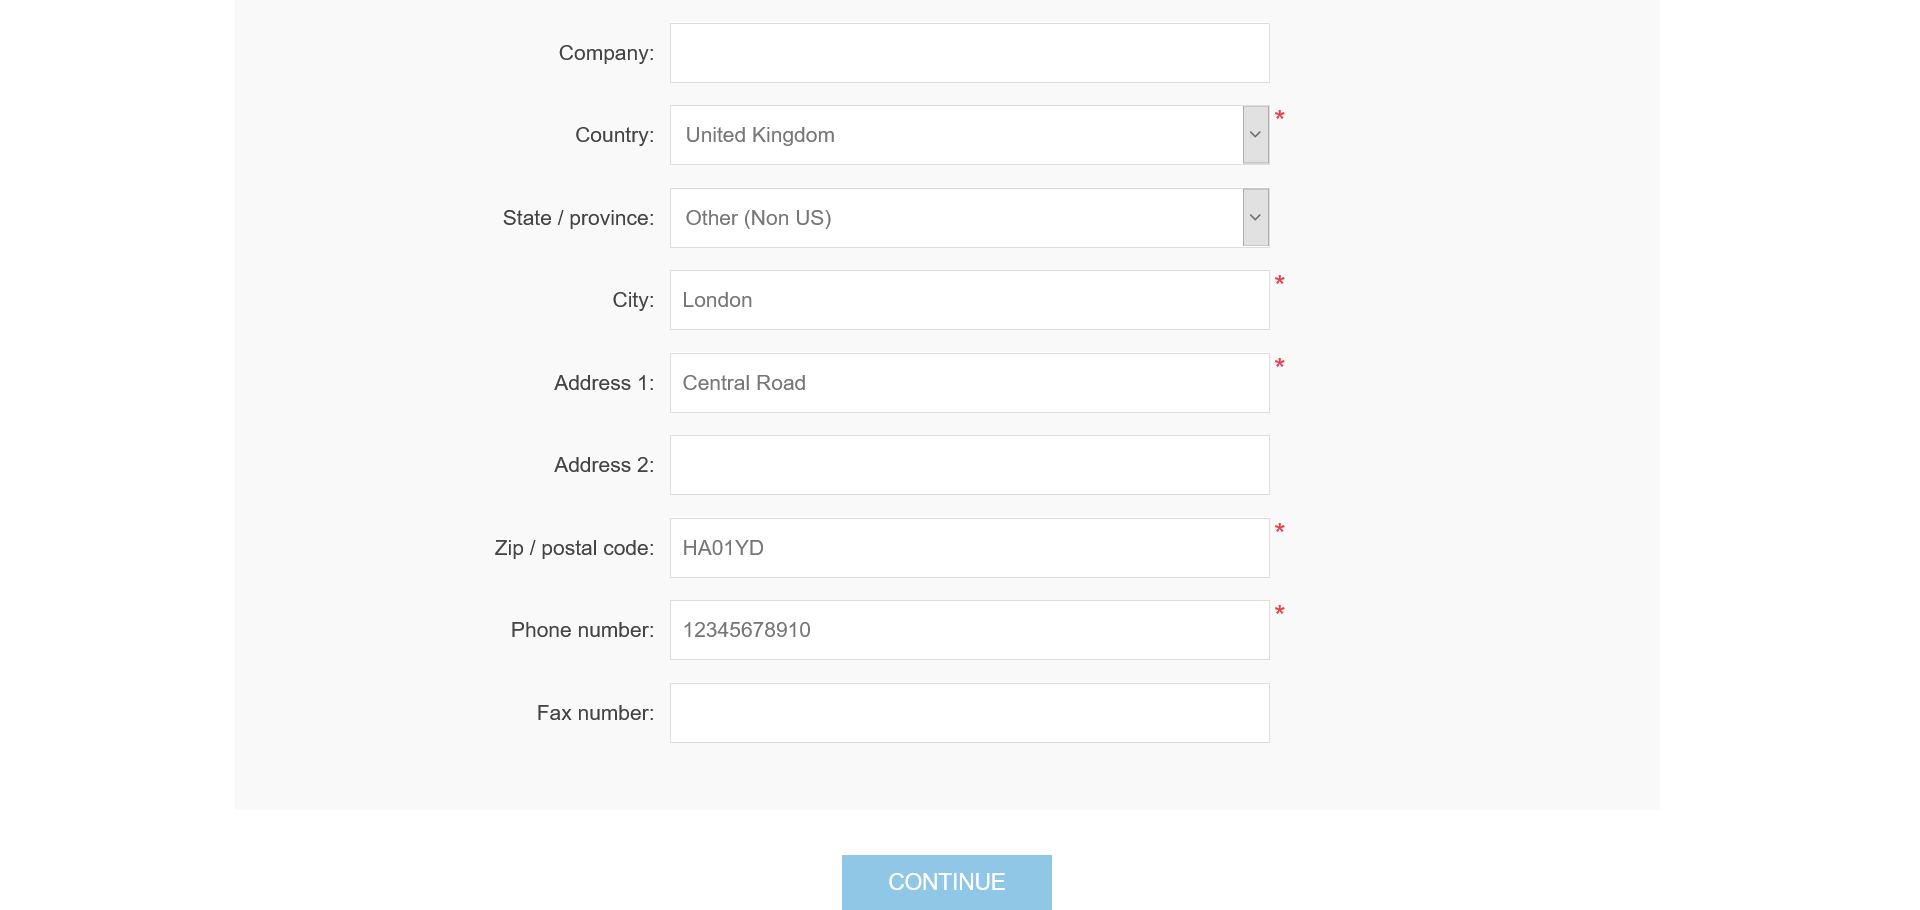 Company:
Country: United Kingdom *
State / province: Other (Non US)
City: London *
Address 1: Central Road *
Address 2:
Zip / postal code: HA01YD *
Phone number: 12345678910 *
Fax number:
CONTINUE